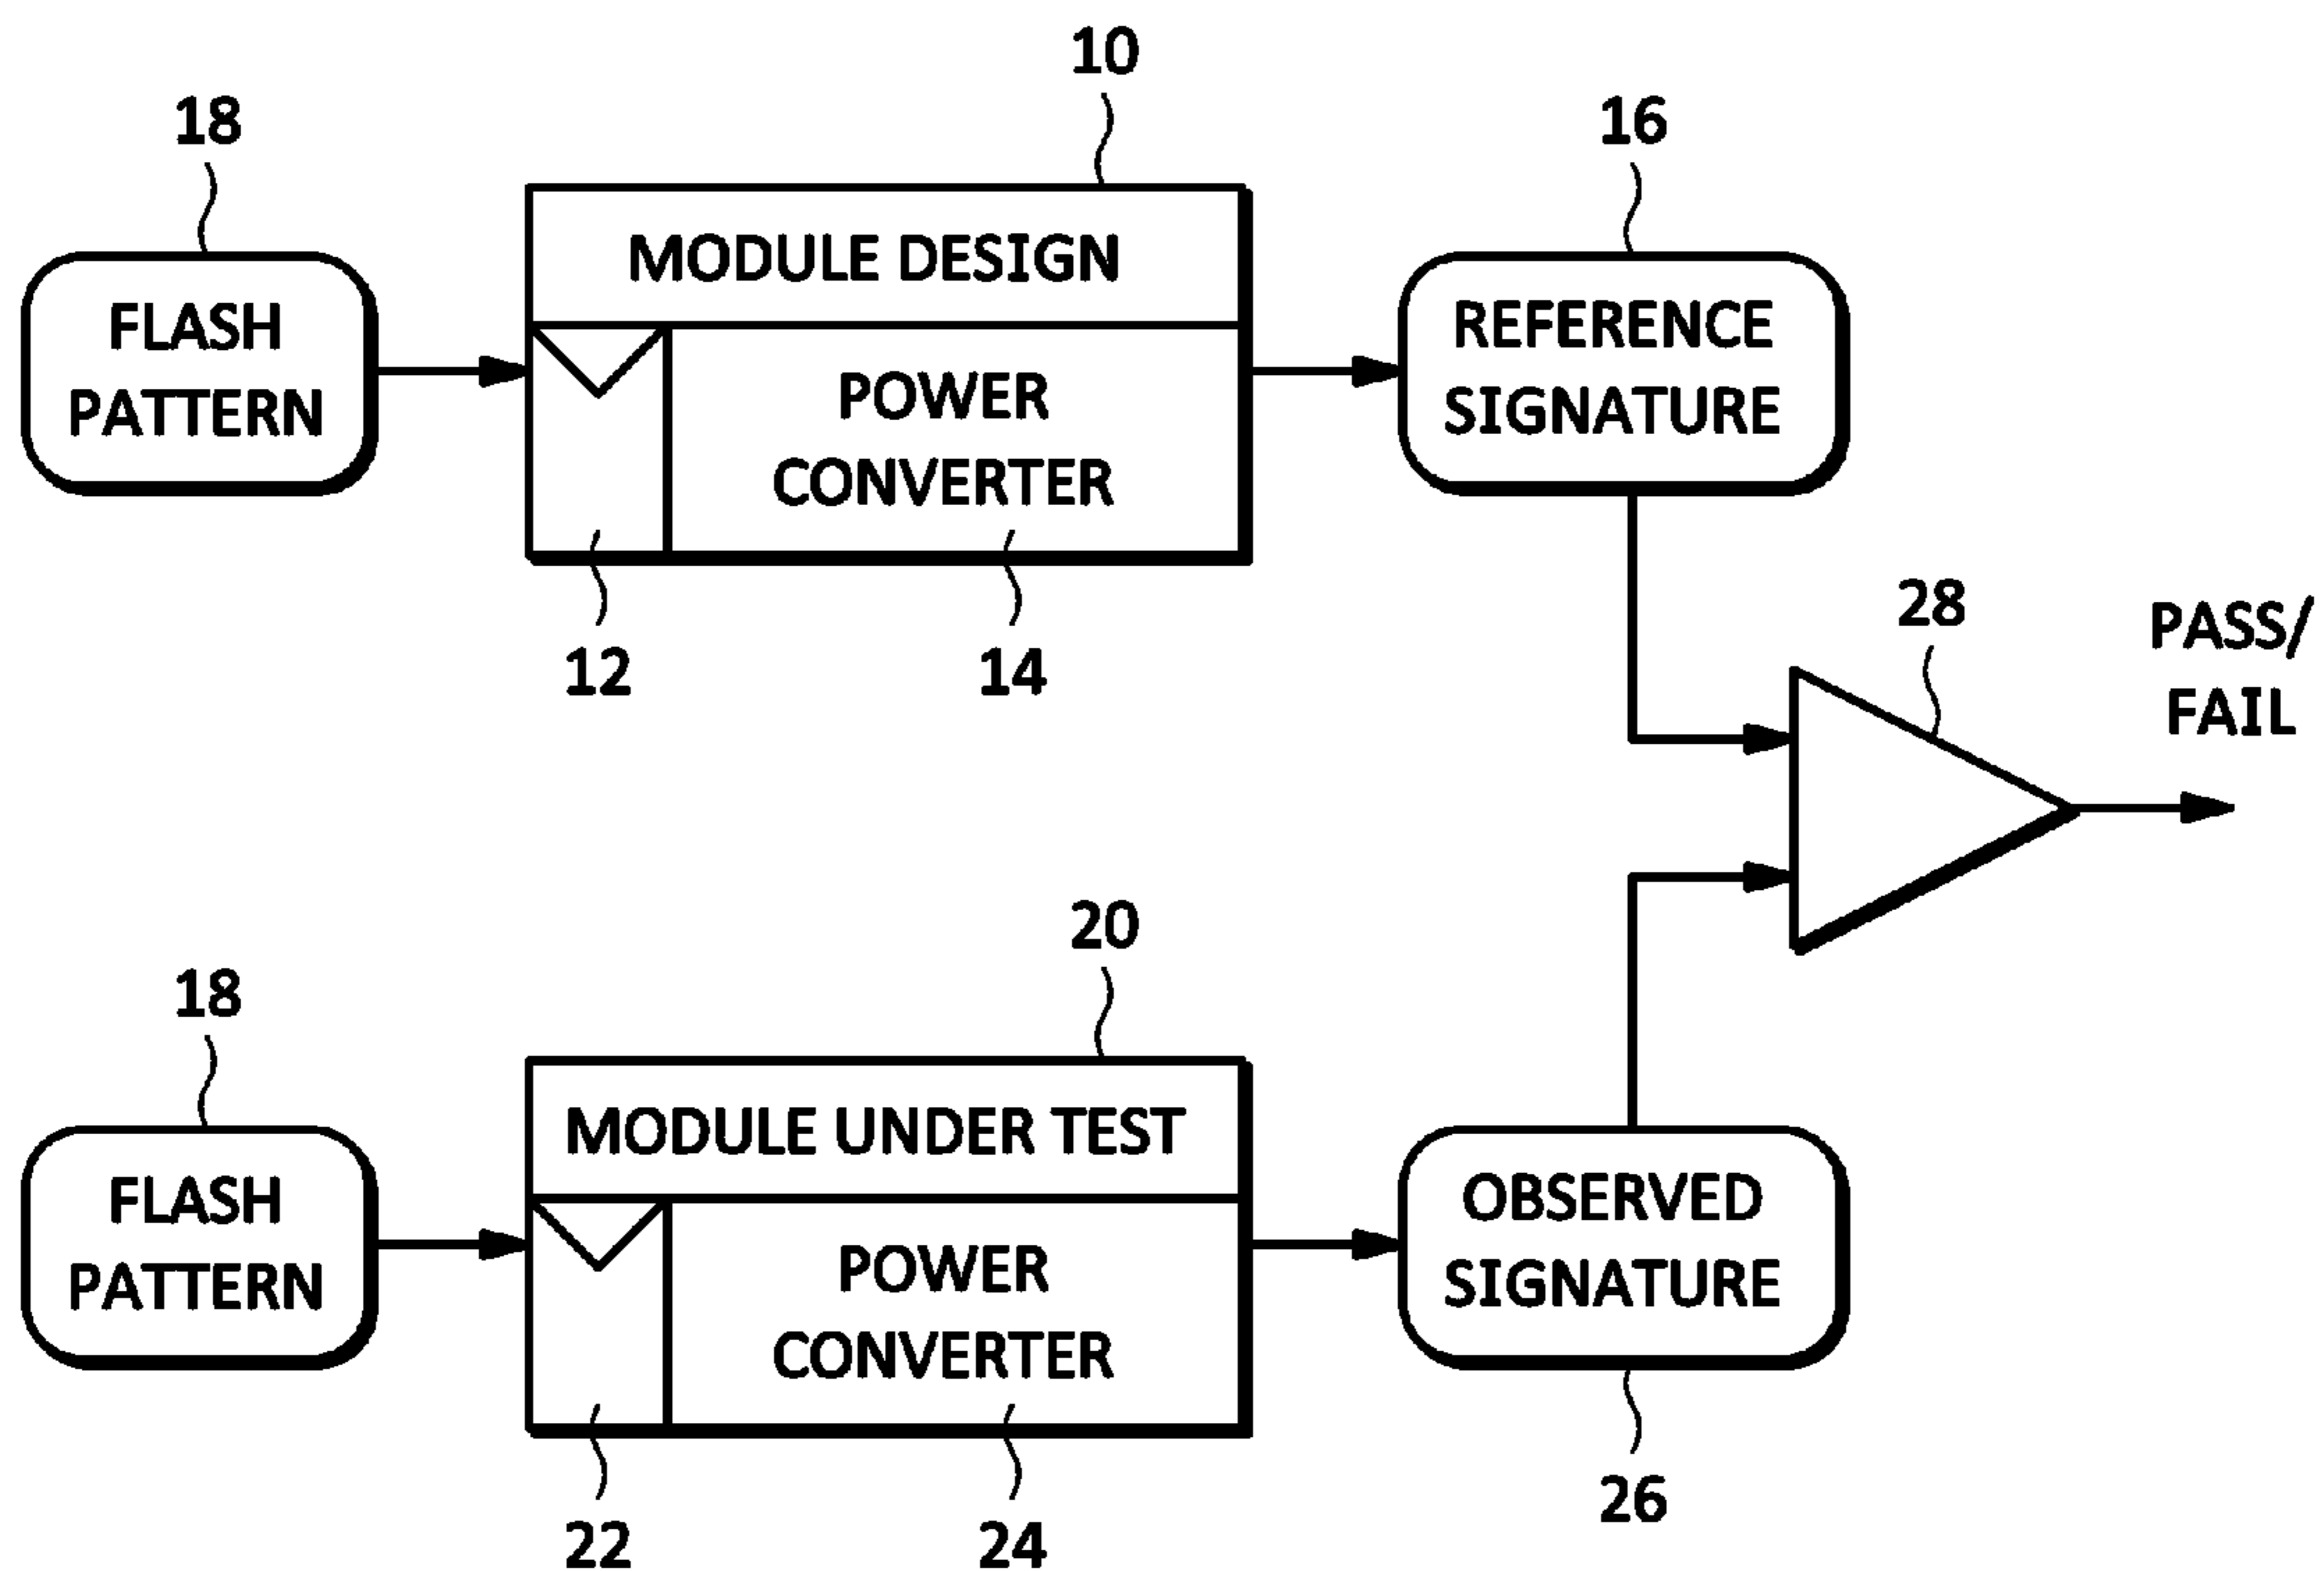 10
18
16
MODULE DESIGN
FLASH
PATTERN
POWER
CONVERTER
REFERENCE
SIGNATURE
12
14
28
PASS/
FAIL
20
18
MODULE UNDER TEST
FLASH
PATTERN
POWER
CONVERTER
OBSERVED
SIGNATURE
22
24
26